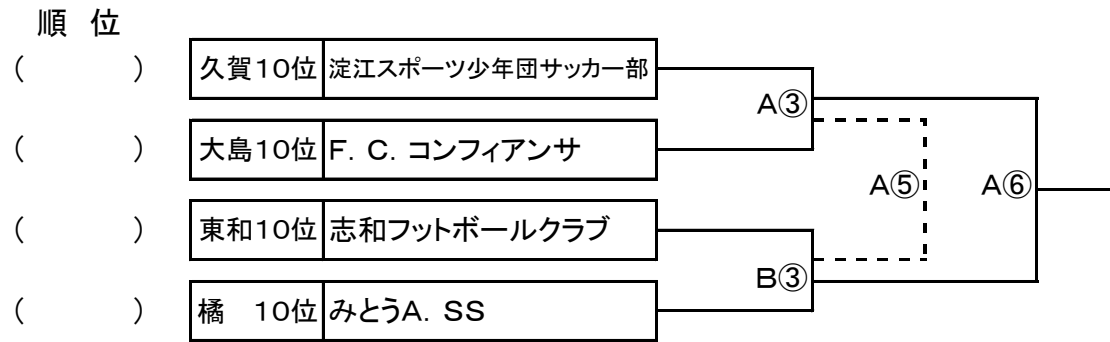 順 位
( ) 久賀10位 淀江スポーツ少年団サッカー部
A③
( ) 大島10位 F. C. コンフィアンサ
A⑤ A⑥
( ) 東和10位 志和フットボールクラブ
B③
( ) 橘 10位 みとうA. SS